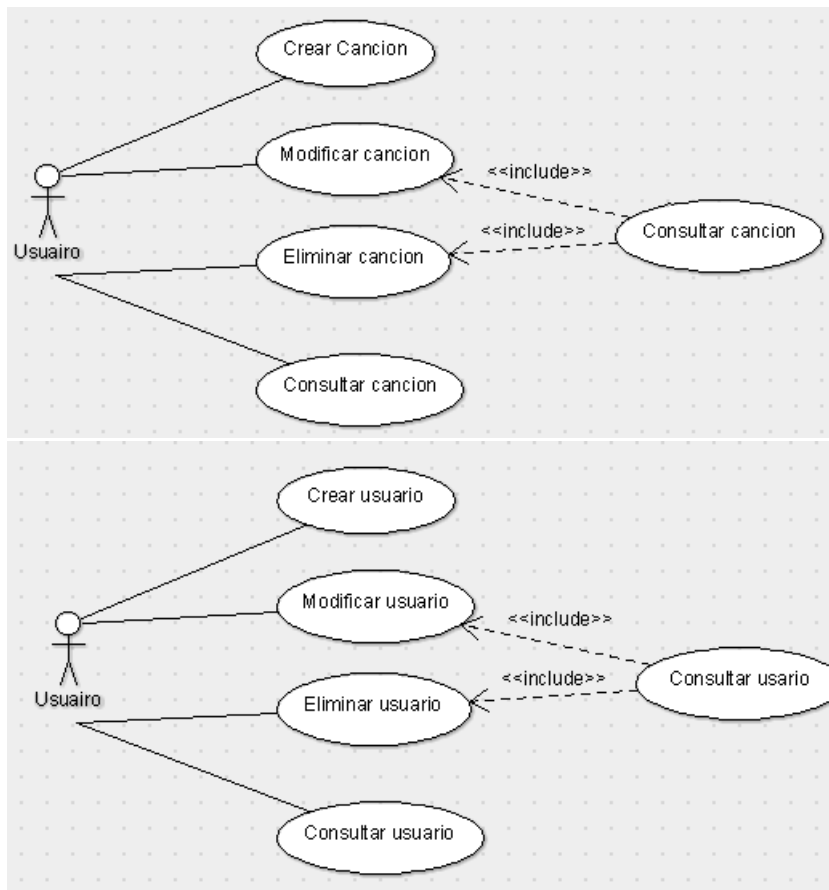 Crear Cancion
Modificar cancion
<<include>>
<<include>>
Consultar cancion
Usuairo
Eliminar cancion
Consultar cancion
Crear usuario
Modificar usuario
<<include>>
<<include>>
Consultar usario
Usuairo
Eliminar usuario
Consultar usuario